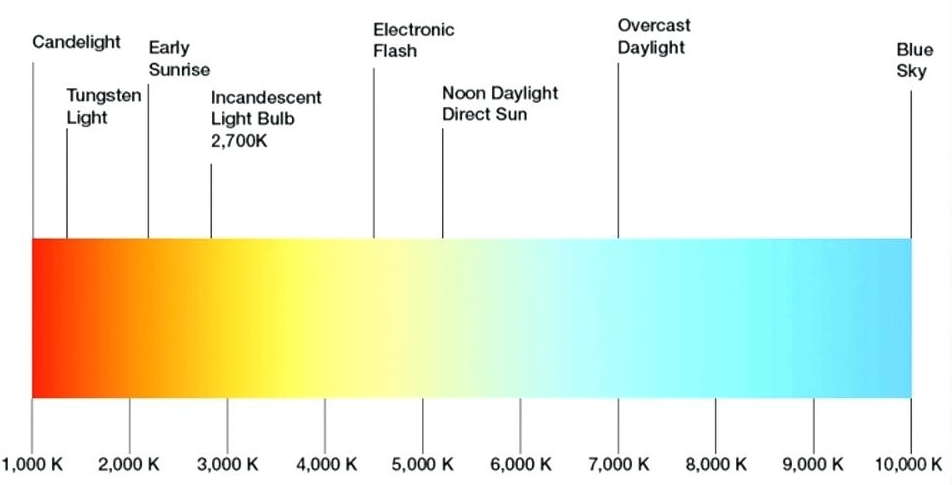 Candelight
Early
Sunrise
Tungsten
Light
Incandescent
Light Bulb
2,700K
Electronic
Flash
Noon Daylight
Direct Sun
Overcast
Daylight
Blue
Sky
1,000 K
2,000 K
3,000 K
4,000 K
5,000 K
6,000 K
7,000 K
8,000 K
9,000 K
10,000 K